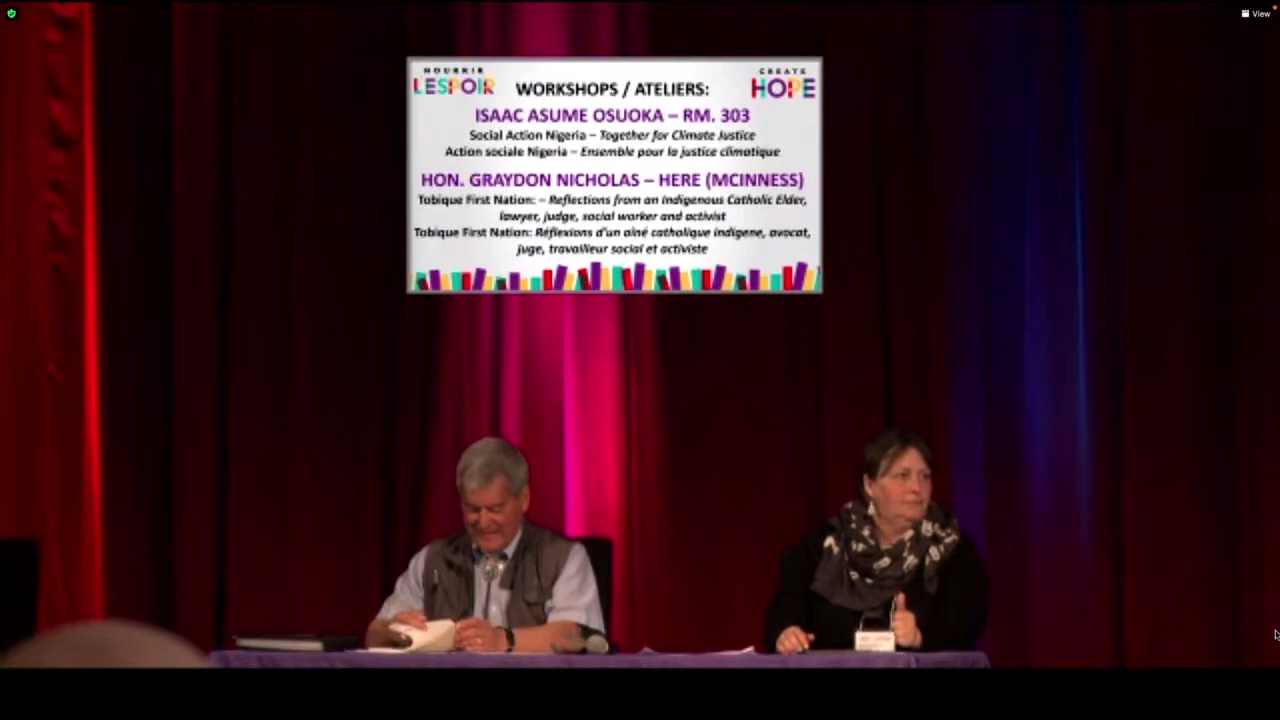 View
NOURRIR
L'ESPOIR
CREATE
HOPE
WORKSHOPS / ATELIERS:
ISAAC ASUME OSUOKA – RM. 303
Social Action Nigeria – Together for Climate Justice
Action sociale Nigeria – Ensemble pour la justice climatique
HON. GRAYDON NICHOLAS – HERE (MCINNESS)
Tobique First Nation: – Reflections from an Indigenous Catholic Elder,
lawyer, judge, social worker and activist
Tobique First Nation: Réflexions d'un aîné catholique indigene, avocat,
juge, travailleur social et activiste